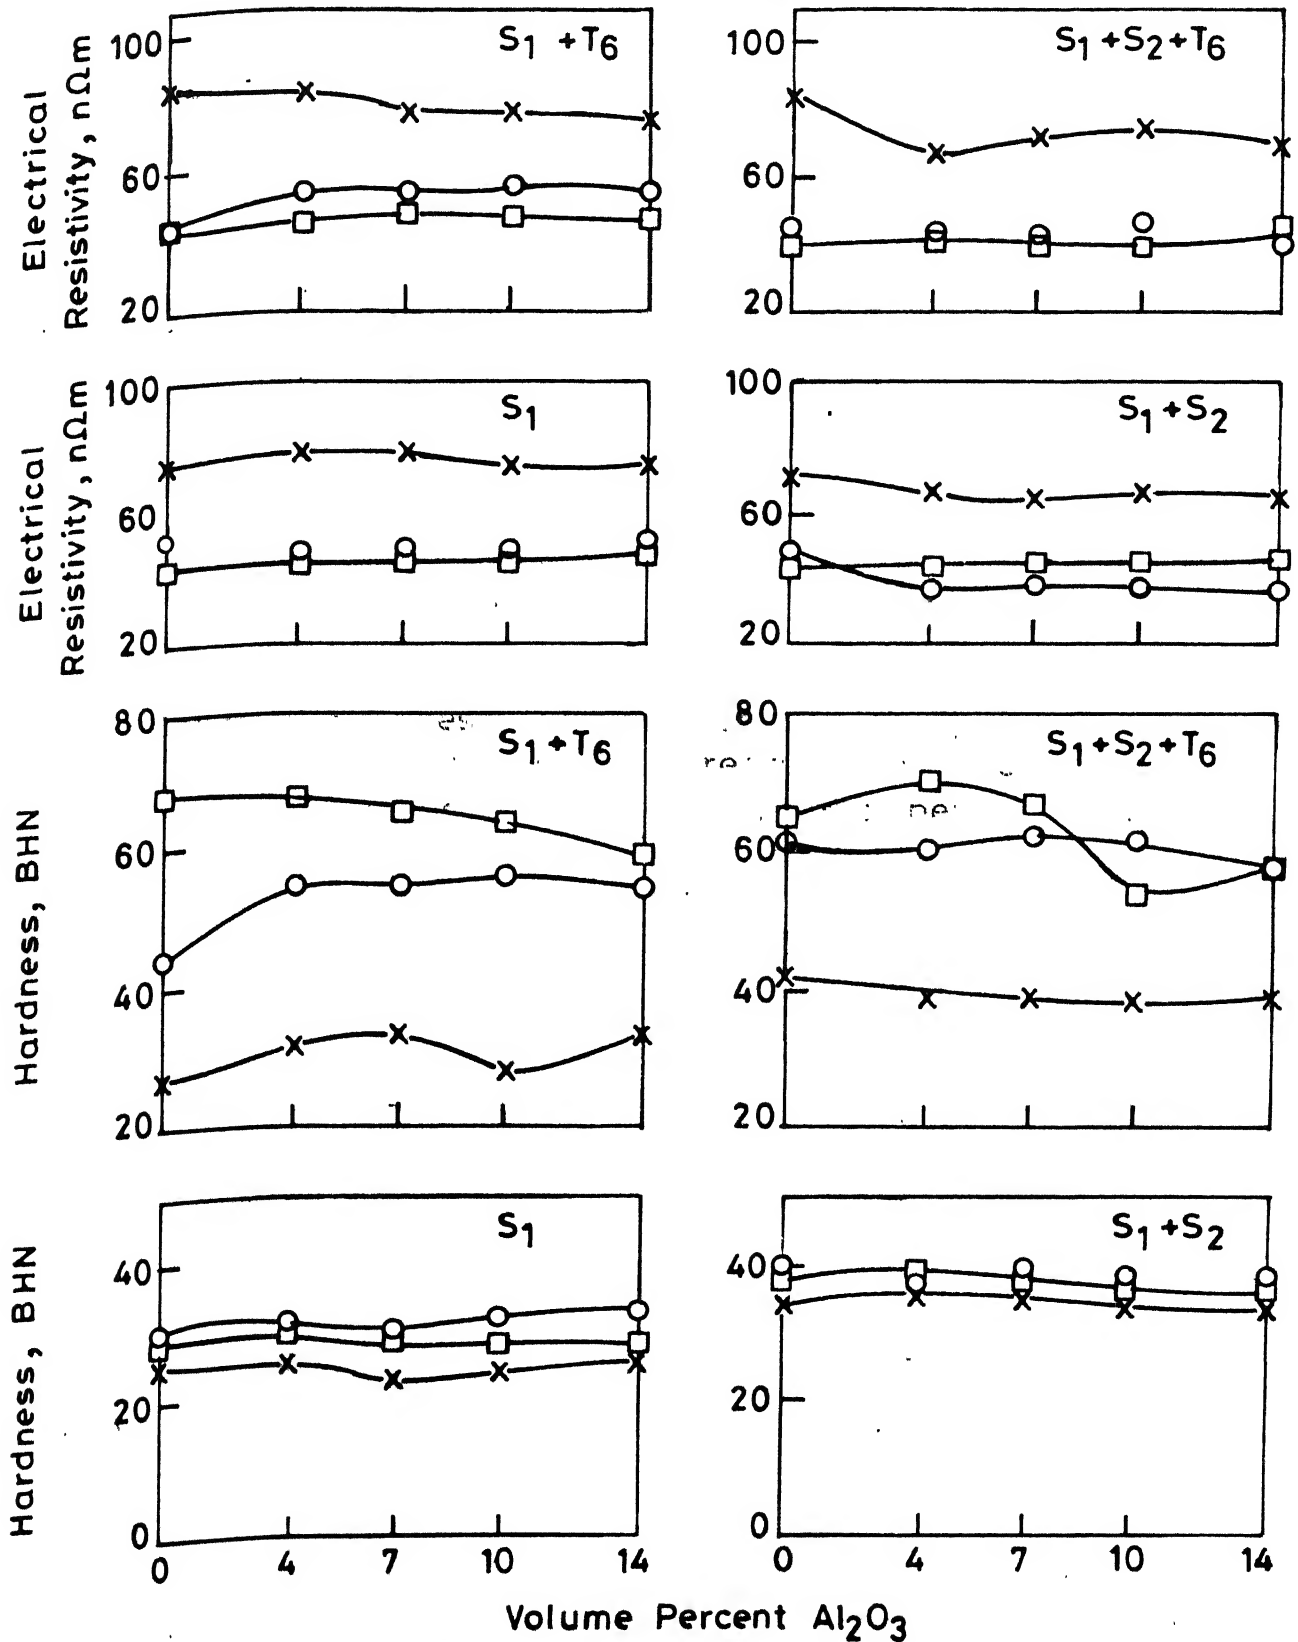 Electrical
Resistivity, nΩm
100
60
20
S1 + T6
100
60
20
S1 + S2 + T6
Electrical
Resistivity, nΩm
100
60
20
S1
100
60
20
S1 + S2
Hardness, BHN
80
60
40
20
S1 + T6
80
60
40
20
S1 + S2 + T6
Hardness, BHN
40
20
0
S1
40
20
0
S1 + S2
0 4 7 10 14
0 4 7 10 14
Volume Percent Al2O3